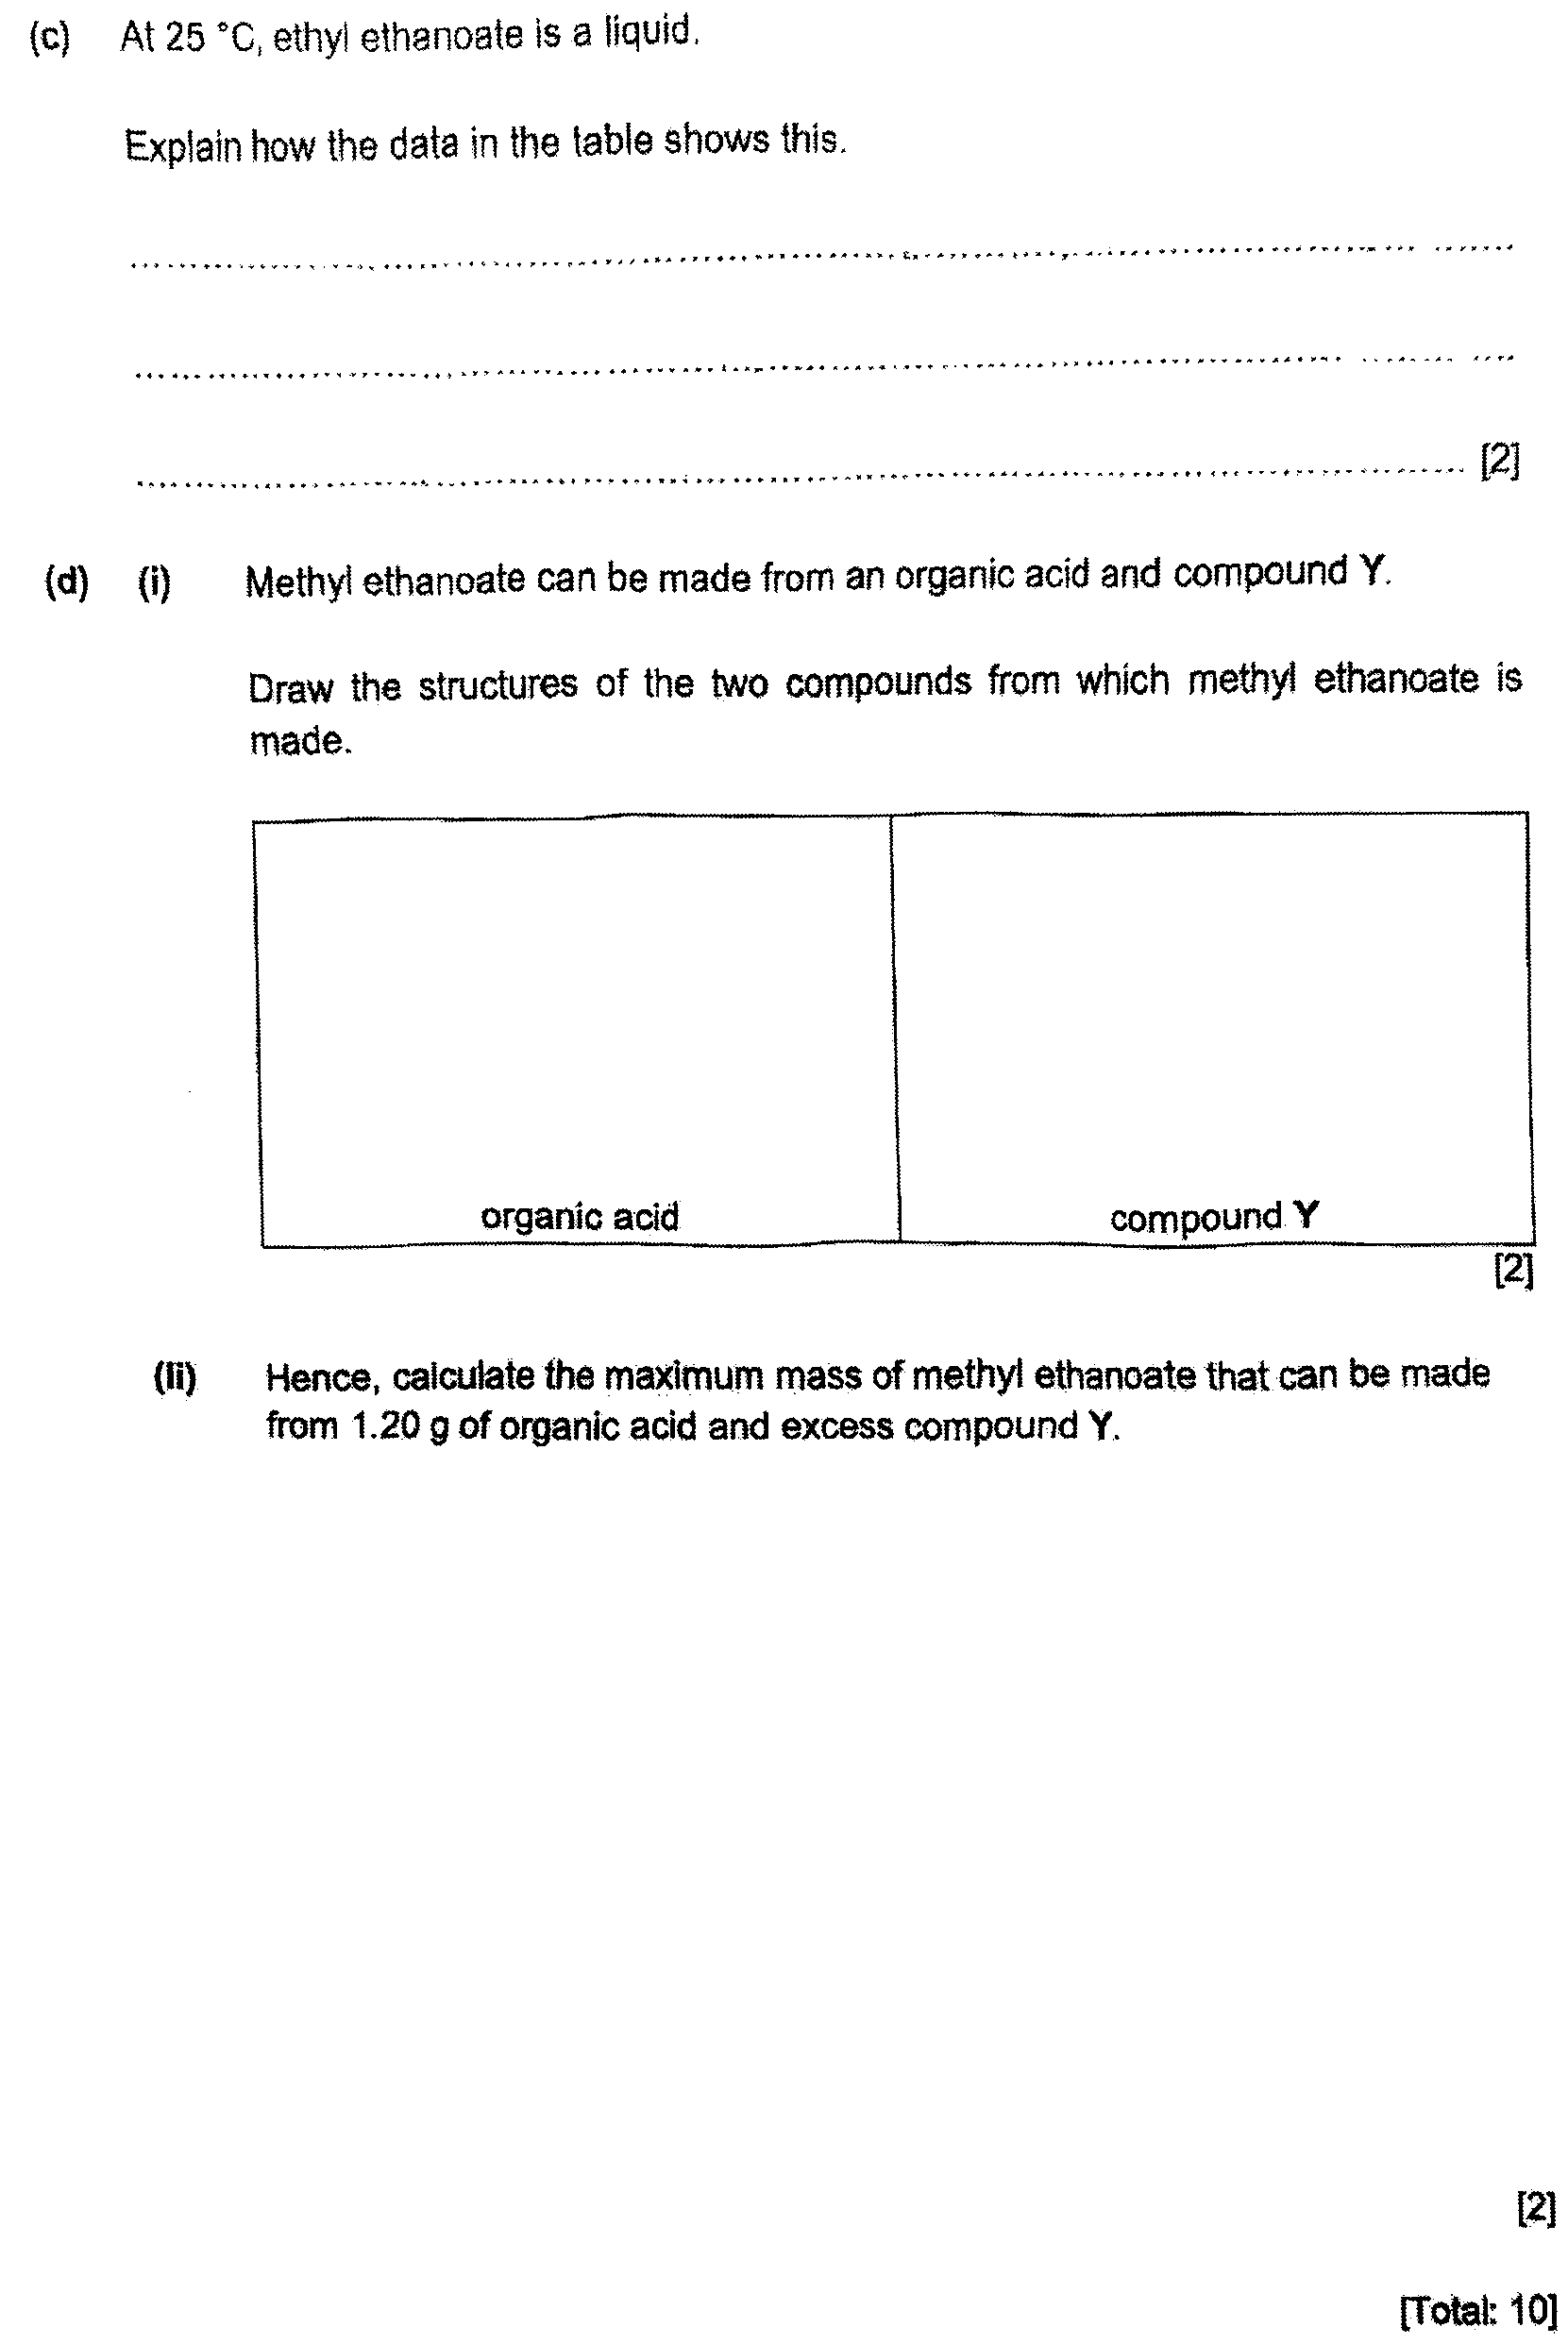 (c) At 25 °C, ethyl ethanoate is a liquid.
Explain how the data in the table shows this.
[2]
(d) (i) Methyl ethanoate can be made from an organic acid and compound Y.
Draw the structures of the two compounds from which methyl ethanoate is
made.
organic acid
compound Y
[2]
(ii) Hence, calculate the maximum mass of methyl ethanoate that can be made
from 1.20 g of organic acid and excess compound Y.
[2]
[Total: 10]